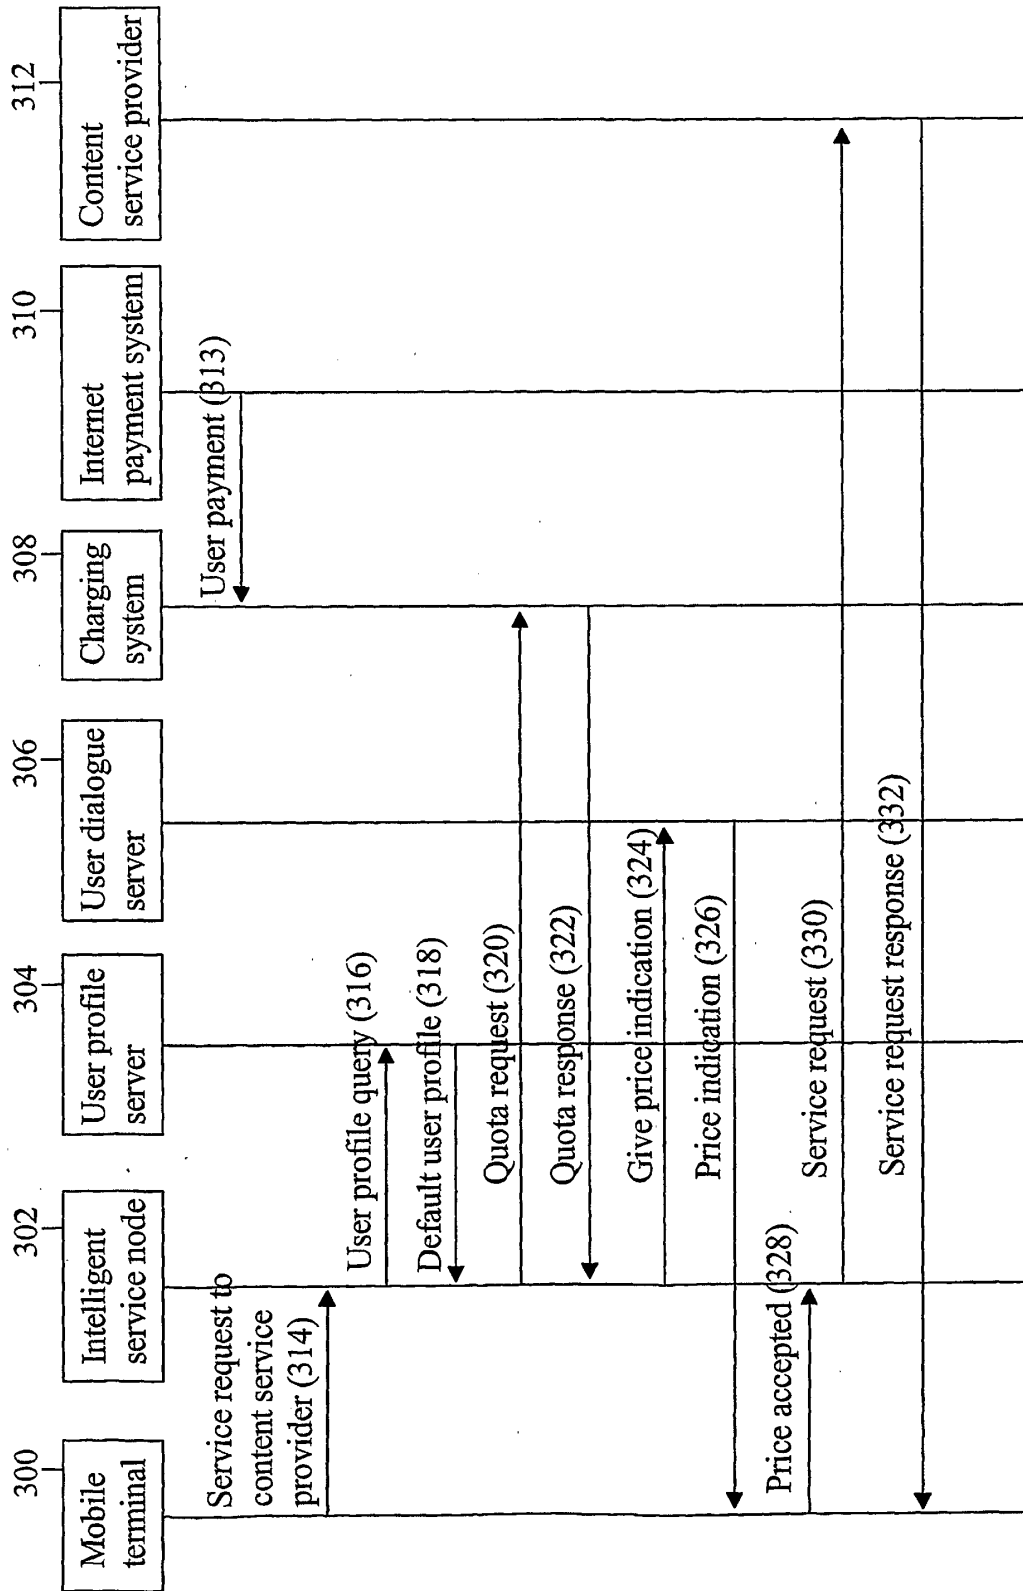 300
302
304
306
308
310
312
Mobile
terminal
Intelligent
service node
User profile
server
User dialogue
server
Charging
system
Internet
payment system
Content
service provider
User payment (313)
Service request to
content service
provider (314)
User profile query (316)
Default user profile (318)
Quota request (320)
Quota response (322)
Give price indication (324)
Price indication (326)
Price accepted (328)
Service request (330)
Service request response (332)